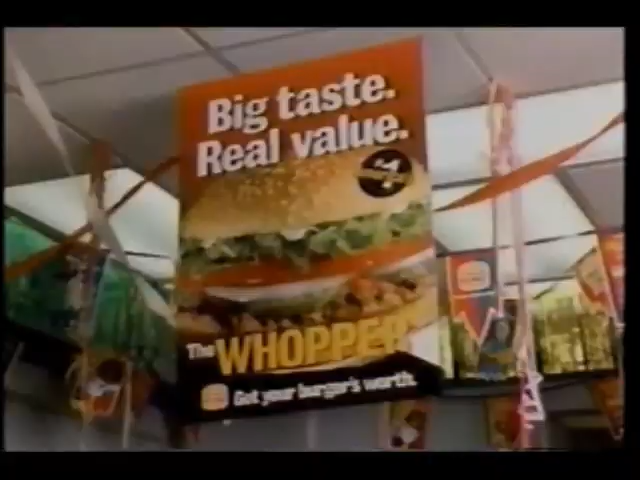 Big taste.
Real value.
The WHOPPER
Get your burger's worth.